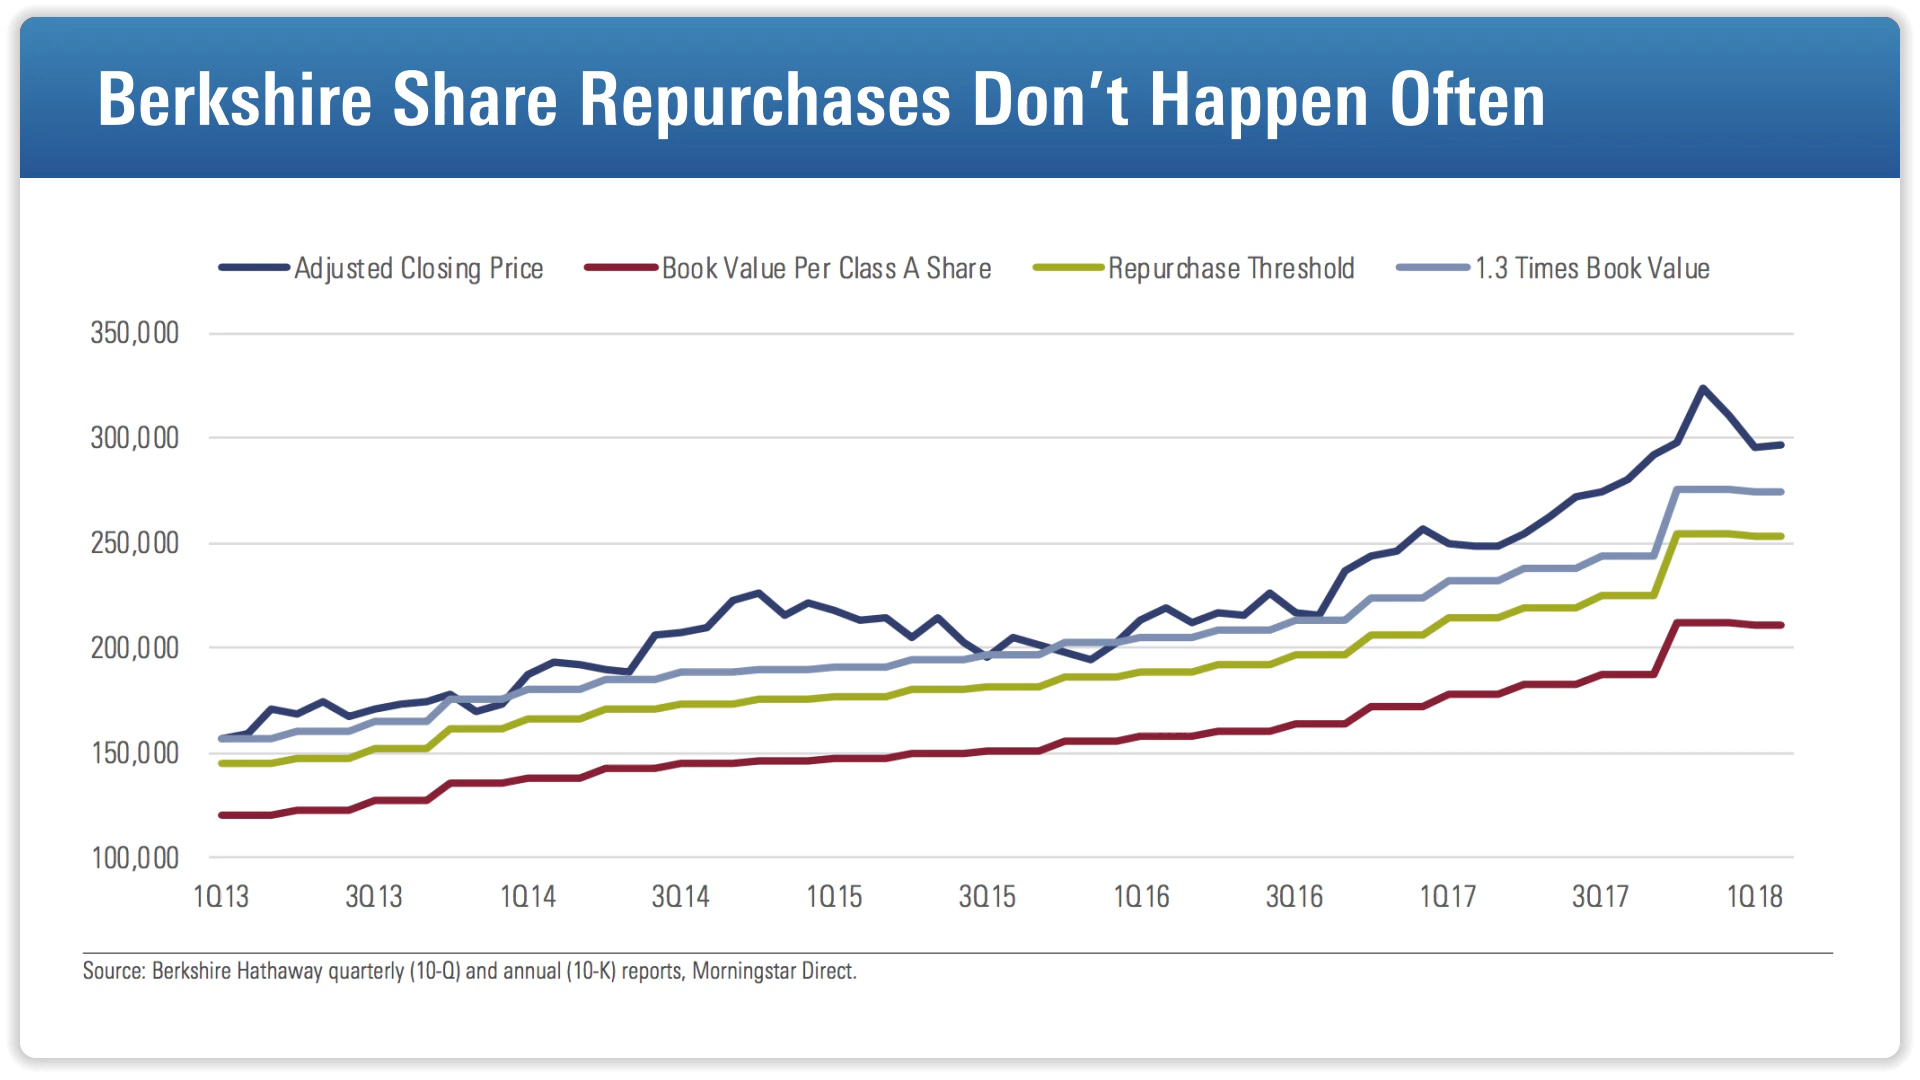 Berkshire Share Repurchases Don't Happen Often
Adjusted Closing Price Book Value Per Class A Share Repurchase Threshold 1.3 Times Book Value
350,000
300,000
250,000
200,000
150,000
100,000
1Q13 3Q13 1Q14 3Q14 1Q15 3Q15 1Q16 3Q16 1Q17 3Q17 1Q18
Source: Berkshire Hathaway quarterly (10-Q) and annual (10-K) reports, Morningstar Direct.